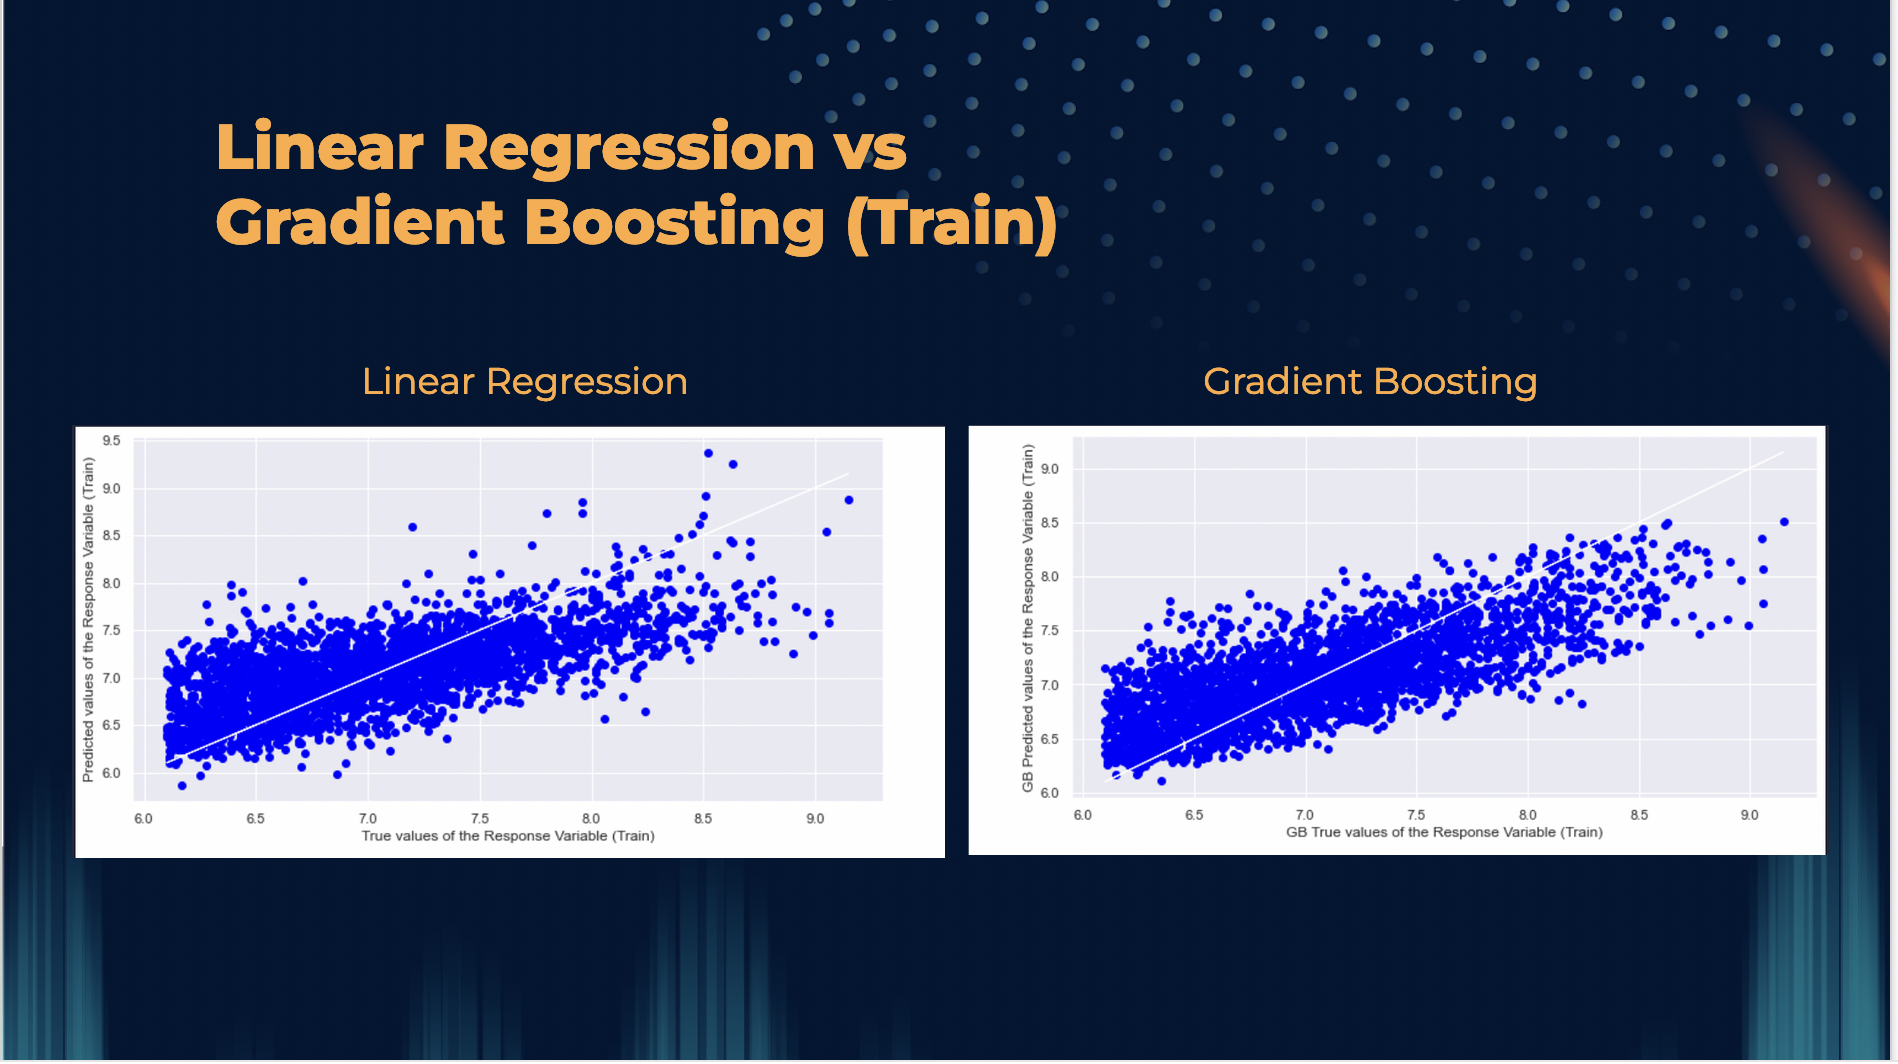 Linear Regression vs
Gradient Boosting (Train)
Linear Regression
Gradient Boosting
Predicted values of the Response Variable (Train)
9.5
9.0
8.5
8.0
7.5
7.0
6.5
6.0
6.0 6.5 7.0 7.5 8.0 8.5 9.0
True values of the Response Variable (Train)
GB Predicted values of the Response Variable (Train)
9.0
8.5
8.0
7.5
7.0
6.5
6.0
6.0 6.5 7.0 7.5 8.0 8.5 9.0
GB True values of the Response Variable (Train)